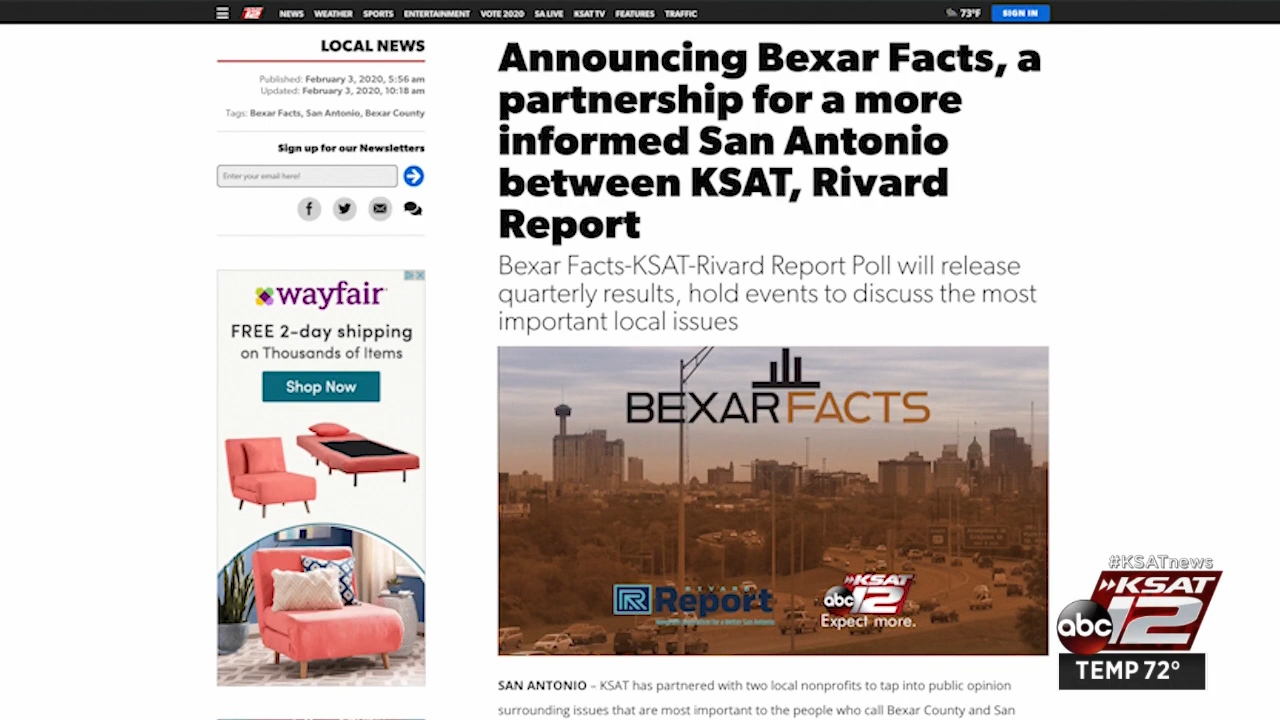 12
NEWS WEATHER SPORTS ENTERTAINMENT VOTE 2020 SA LIVE KSAT TV FEATURES TRAFFIC
73°F
SIGN IN
LOCAL NEWS
Published: February 3, 2020, 5:56 am
Updated: February 3, 2020, 10:18 am
Tags: Bexar Facts, San Antonio, Bexar County
Sign up for our Newsletters
Enter your email here!
wayfair
FREE 2-day shipping
on Thousands of Items
Shop Now
Announcing Bexar Facts, a
partnership for a more
informed San Antonio
between KSAT, Rivard
Report
Bexar Facts-KSAT-Rivard Report Poll will release
quarterly results, hold events to discuss the most
important local issues
BEXARFACTS
RIVARD
Report
KSAT
abc 12
Expect more.
SAN ANTONIO – KSAT has partnered with two local nonprofits to tap into public opinion
surrounding issues that are most important to the people who call Bexar County and San
#KSATnews
KSAT
abc 12
TEMP 72°